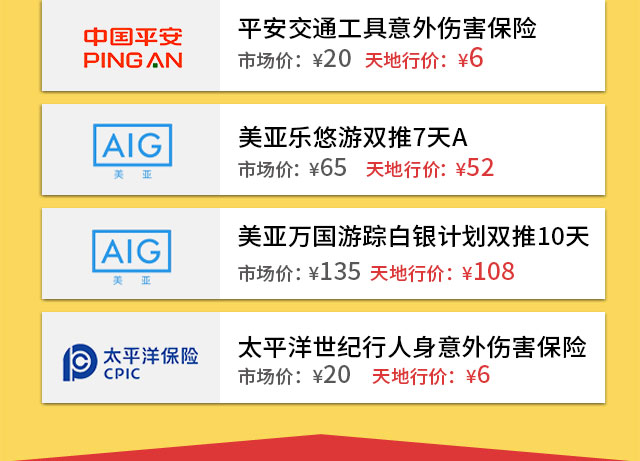 中国平安
PINGAN
平安交通工具意外伤害保险
市场价：¥20 天地行价：¥6
AIG
美亚
美亚乐悠游双推7天A
市场价：¥65 天地行价：¥52
AIG
美亚
美亚万国游踪白银计划双推10天
市场价：¥135 天地行价：¥108
太平洋保险
CPIC
太平洋世纪行人身意外伤害保险
市场价：¥20 天地行价：¥6